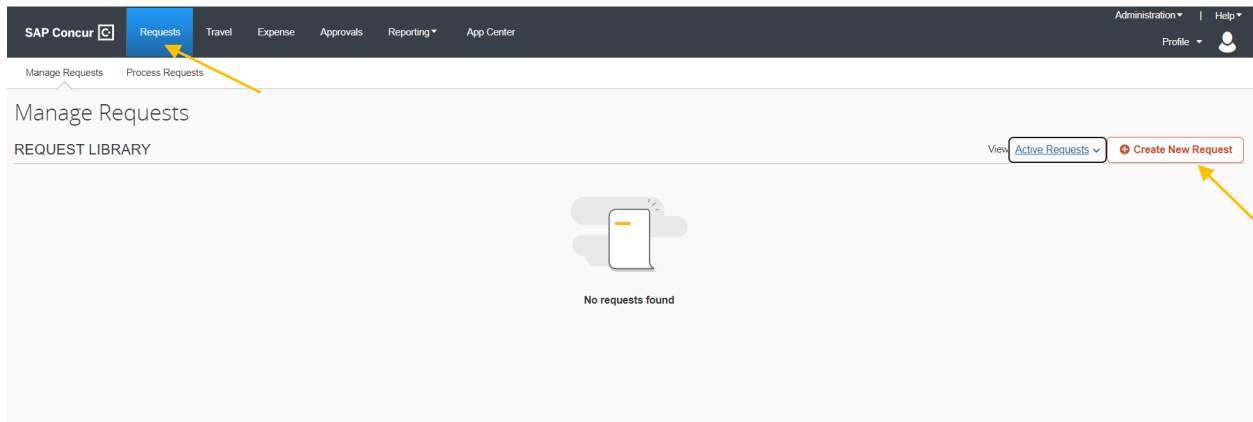 Administration | Help
SAP Concur C Requests Travel Expense Approvals Reporting App Center
Profile
Manage Requests Process Requests
Manage Requests
REQUEST LIBRARY View Active Requests Create New Request
No requests found